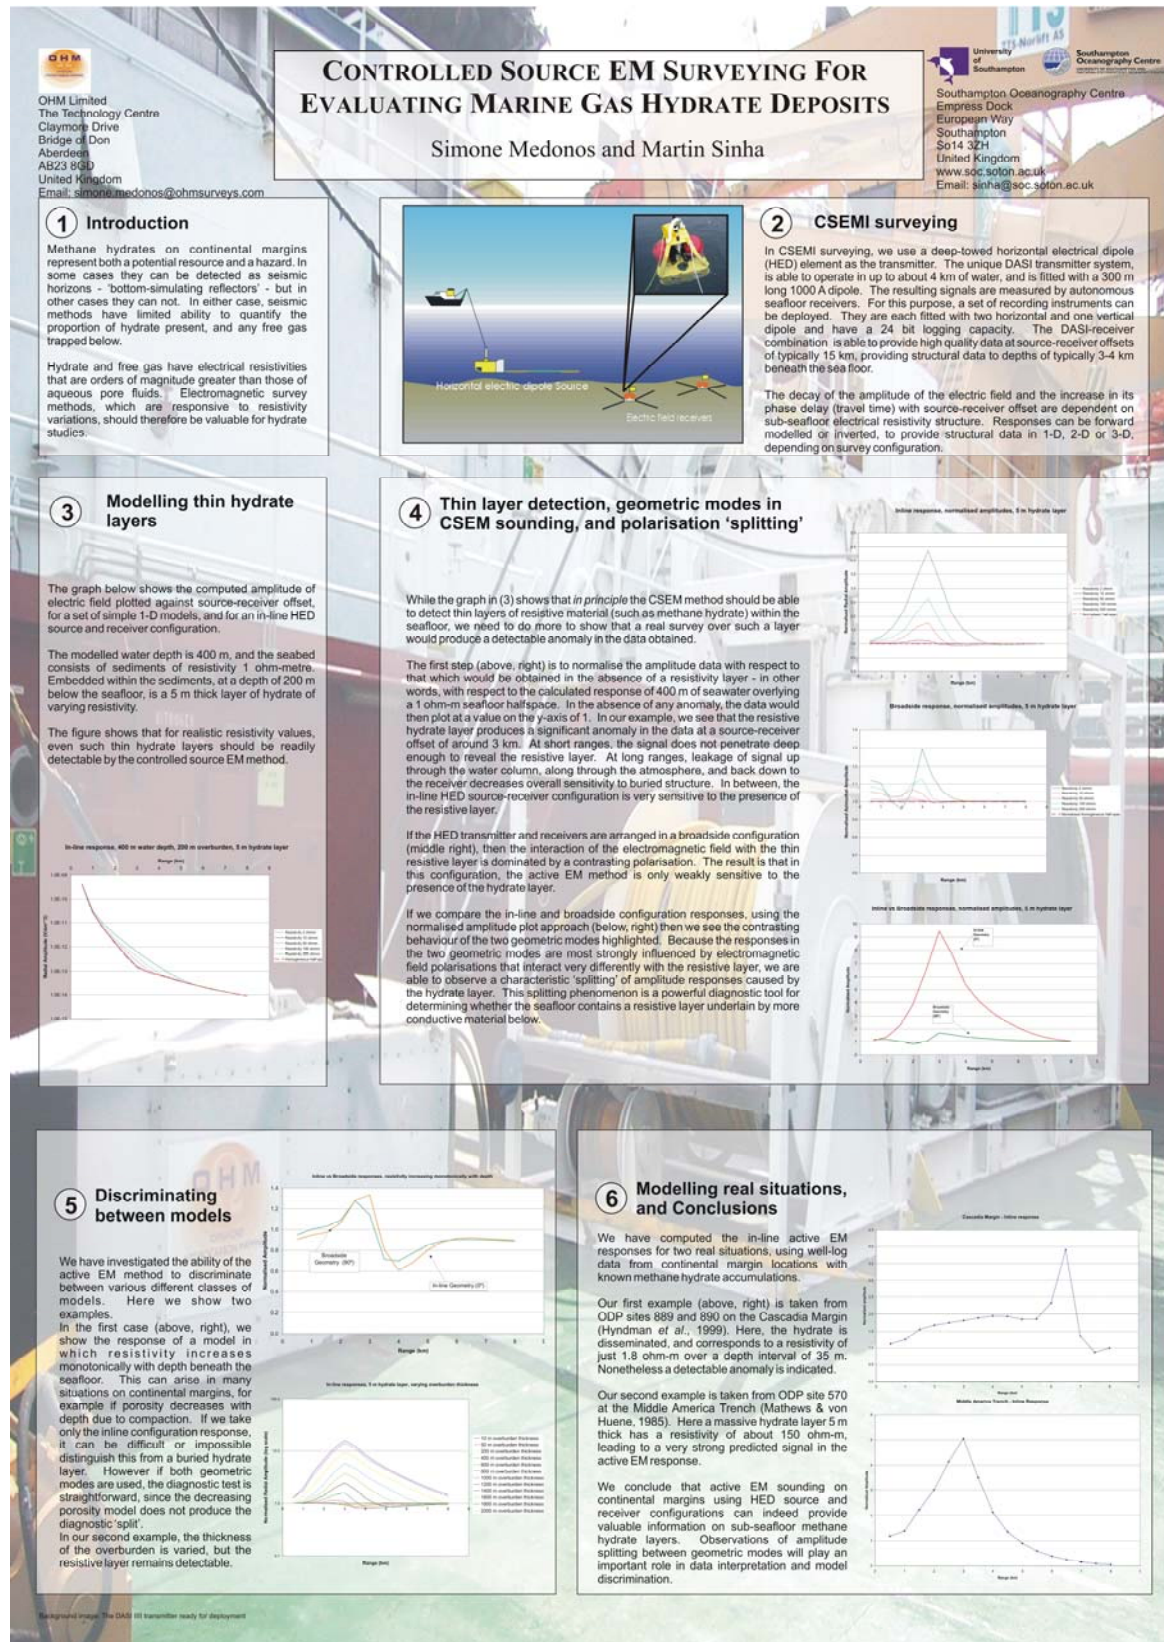 OHM
OHM Limited
The Technology Centre
Claymore Drive
Bridge of Don
Aberdeen
AB23 8GD
United Kingdom
Email: simone.medonos@ohmsurveys.com
CONTROLLED SOURCE EM SURVEYING FOR
EVALUATING MARINE GAS HYDRATE DEPOSITS
Simone Medonos and Martin Sinha
TTS-Norlift AS
University
of
Southampton
Southampton
Oceanography Centre
Southampton Oceanography Centre
Empress Dock
European Way
Southampton
So14 3ZH
United Kingdom
www.soc.soton.ac.uk
Email: sinha@soc.soton.ac.uk
1 Introduction
Methane hydrates on continental margins
represent both a potential resource and a hazard. In
some cases they can be detected as seismic
horizons - 'bottom-simulating reflectors' - but in
other cases they can not. In either case, seismic
methods have limited ability to quantify the
proportion of hydrate present, and any free gas
trapped below.
Hydrate and free gas have electrical resistivities
that are orders of magnitude greater than those of
aqueous pore fluids. Electromagnetic survey
methods, which are responsive to resistivity
variations, should therefore be valuable for hydrate
studies.
Horizontal electric dipole Source
Electric field receivers
2 CSEMI surveying
In CSEMI surveying, we use a deep-towed horizontal electrical dipole
(HED) element as the transmitter. The unique DASI transmitter system,
is able to operate in up to about 4 km of water, and is fitted with a 300 m
long 1000 A dipole. The resulting signals are measured by autonomous
seafloor receivers. For this purpose, a set of recording instruments can
be deployed. They are each fitted with two horizontal and one vertical
dipole and have a 24 bit logging capacity. The DASI-receiver
combination is able to provide high quality data at source-receiver offsets
of typically 15 km, providing structural data to depths of typically 3-4 km
beneath the sea floor.
The decay of the amplitude of the electric field and the increase in its
phase delay (travel time) with source-receiver offset are dependent on
sub-seafloor electrical resistivity structure. Responses can be forward
modelled or inverted, to provide structural data in 1-D, 2-D or 3-D,
depending on survey configuration.
3 Modelling thin hydrate
layers
The graph below shows the computed amplitude of
electric field plotted against source-receiver offset,
for a set of simple 1-D models, and for an in-line HED
source and receiver configuration.
The modelled water depth is 400 m, and the seabed
consists of sediments of resistivity 1 ohm-metre.
Embedded within the sediments, at a depth of 200 m
below the seafloor, is a 5 m thick layer of hydrate of
varying resistivity.
The figure shows that for realistic resistivity values,
even such thin hydrate layers should be readily
detectable by the controlled source EM method.
In-line response, 400 m water depth, 200 m overburden, 5 m hydrate layer
Range (km)
4 Thin layer detection, geometric modes in
CSEM sounding, and polarisation 'splitting'
While the graph in (3) shows that in principle the CSEM method should be able
to detect thin layers of resistive material (such as methane hydrate) within the
seafloor, we need to do more to show that a real survey over such a layer
would produce a detectable anomaly in the data obtained.
The first step (above, right) is to normalise the amplitude data with respect to
that which would be obtained in the absence of a resistivity layer - in other
words, with respect to the calculated response of 400 m of seawater overlying
a 1 ohm-m seafloor halfspace. In the absence of any anomaly, the data would
then plot at a value on the y-axis of 1. In our example, we see that the resistive
hydrate layer produces a significant anomaly in the data at a source-receiver
offset of around 3 km. At short ranges, the signal does not penetrate deep
enough to reveal the resistive layer. At long ranges, leakage of signal up
through the water column, along through the atmosphere, and back down to
the receiver decreases overall sensitivity to buried structure. In between, the
in-line HED source-receiver configuration is very sensitive to the presence of
the resistive layer.
If the HED transmitter and receivers are arranged in a broadside configuration
(middle right), then the interaction of the electromagnetic field with the thin
resistive layer is dominated by a contrasting polarisation. The result is that in
this configuration, the active EM method is only weakly sensitive to the
presence of the hydrate layer.
If we compare the in-line and broadside configuration responses, using the
normalised amplitude plot approach (below, right) then we see the contrasting
behaviour of the two geometric modes highlighted. Because the responses in
the two geometric modes are most strongly influenced by electromagnetic
field polarisations that interact very differently with the resistive layer, we are
able to observe a characteristic 'splitting' of amplitude responses caused by
the hydrate layer. This splitting phenomenon is a powerful diagnostic tool for
determining whether the seafloor contains a resistive layer underlain by more
conductive material below.
Inline response, normalised amplitudes, 5 m hydrate layer
Range (km)
Broadside response, normalised amplitudes, 5 m hydrate layer
Range (km)
Inline vs Broadside responses, normalised amplitudes, 5 m hydrate layer
Range (km)
5 Discriminating
between models
We have investigated the ability of the
active EM method to discriminate
between various different classes of
models. Here we show two
examples.
In the first case (above, right), we
show the response of a model in
which resistivity increases
monotonically with depth beneath the
seafloor. This can arise in many
situations on continental margins, for
example if porosity decreases with
depth due to compaction. If we take
only the inline configuration response,
it can be difficult or impossible
distinguish this from a buried hydrate
layer. However if both geometric
modes are used, the diagnostic test is
straightforward, since the decreasing
porosity model does not produce the
diagnostic 'split'.
In our second example, the thickness
of the overburden is varied, but the
resistive layer remains detectable.
Inline vs Broadside responses, resistivity increasing monotonically with depth
Normalised Amplitude
1.4
1.2
1.0
0.8
0.6
0.4
0.2
0.0
Broadside
Geometry (90°)
In-line Geometry (0°)
Range (km)
In-line responses, 5 m hydrate layer, varying overburden thickness
Range (km)
6 Modelling real situations,
and Conclusions
We have computed the in-line active EM
responses for two real situations, using well-log
data from continental margin locations with
known methane hydrate accumulations.
Our first example (above, right) is taken from
ODP sites 889 and 890 on the Cascadia Margin
(Hyndman et al., 1999). Here, the hydrate is
disseminated, and corresponds to a resistivity of
just 1.8 ohm-m over a depth interval of 35 m.
Nonetheless a detectable anomaly is indicated.
Our second example is taken from ODP site 570
at the Middle America Trench (Mathews & von
Huene, 1985). Here a massive hydrate layer 5 m
thick has a resistivity of about 150 ohm-m,
leading to a very strong predicted signal in the
active EM response.
We conclude that active EM sounding on
continental margins using HED source and
receiver configurations can indeed provide
valuable information on sub-seafloor methane
hydrate layers. Observations of amplitude
splitting between geometric modes will play an
important role in data interpretation and model
discrimination.
Cascadia Margin - Inline response
Middle America Trench - Inline Response
Background image: The DASI III transmitter ready for deployment